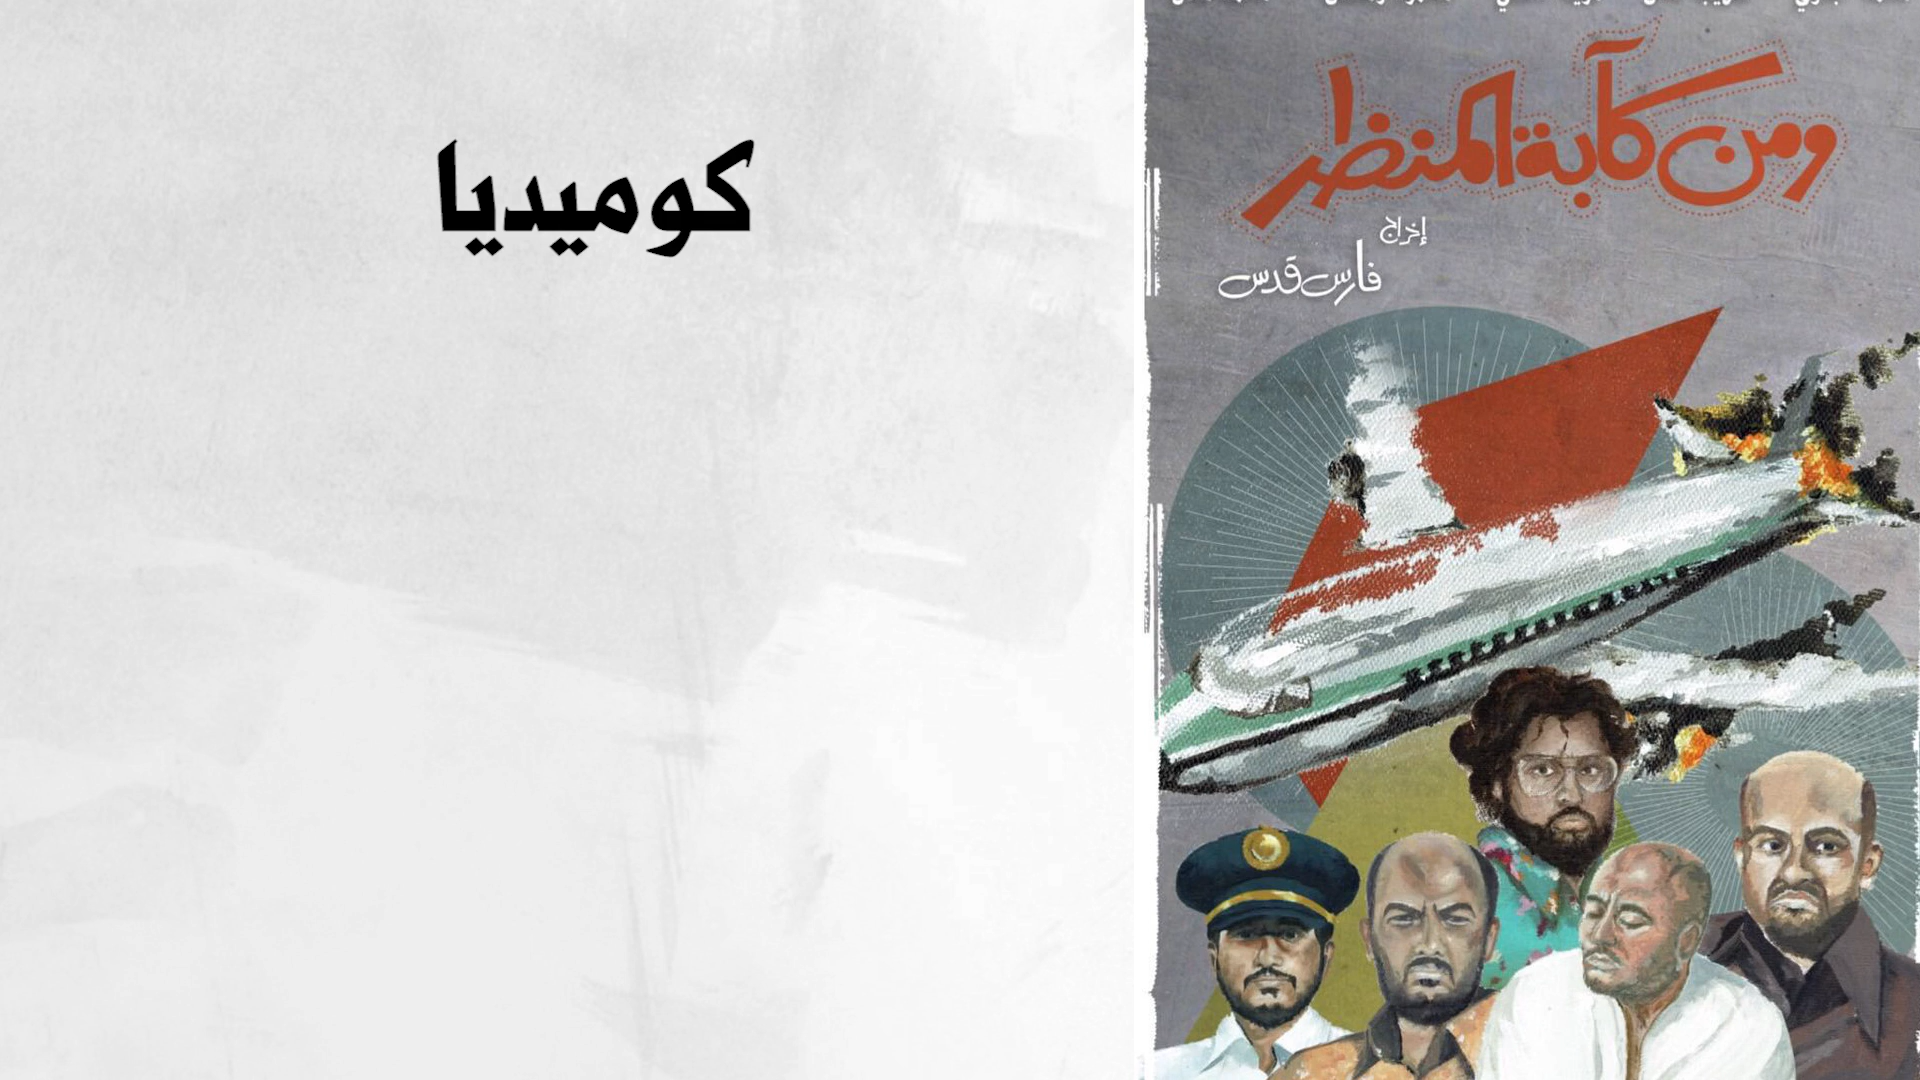 كوميديا
ومن كآبة المنظر
إخراج
فارس قدس